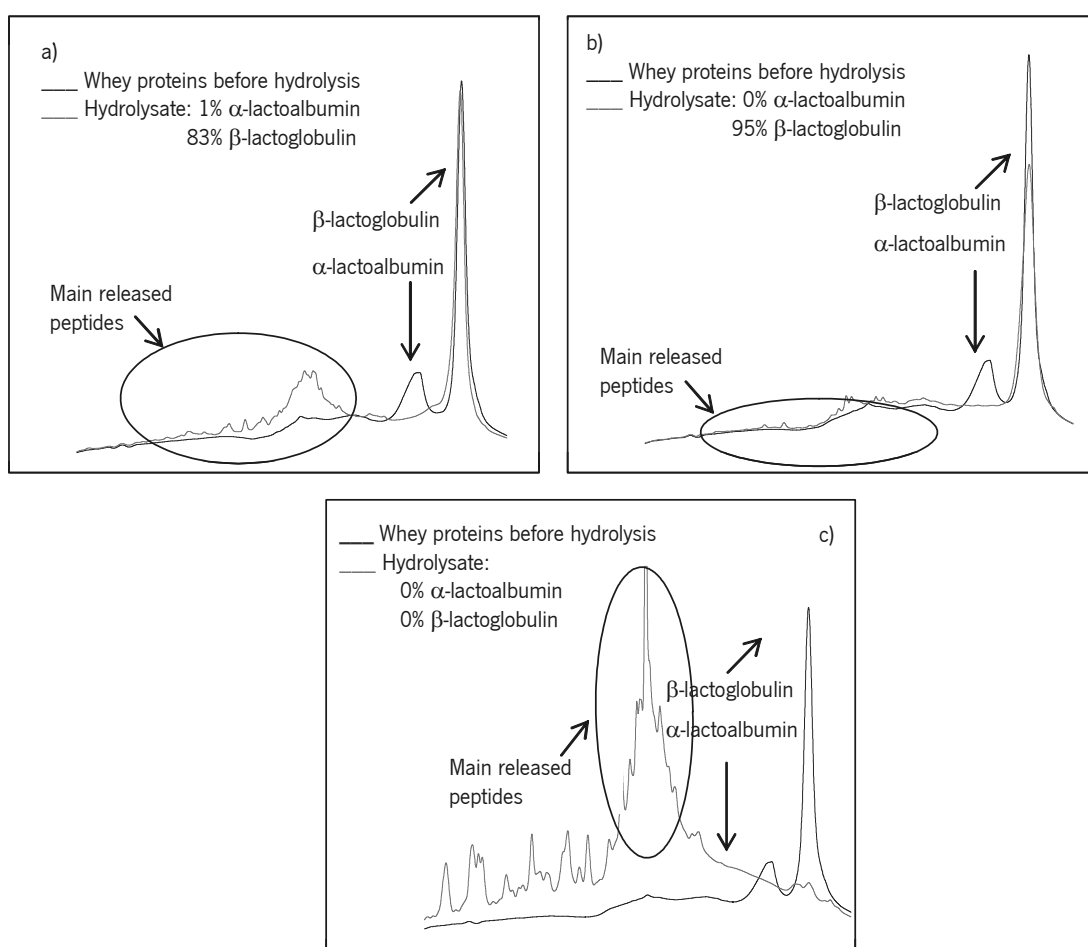 a)
___ Whey proteins before hydrolysis
___ Hydrolysate: 1% α-lactoalbumin
83% β-lactoglobulin
β-lactoglobulin
α-lactoalbumin
Main released
peptides
b)
___ Whey proteins before hydrolysis
___ Hydrolysate: 0% α-lactoalbumin
95% β-lactoglobulin
β-lactoglobulin
α-lactoalbumin
Main released
peptides
c)
___ Whey proteins before hydrolysis
___ Hydrolysate:
0% α-lactoalbumin
0% β-lactoglobulin
β-lactoglobulin
α-lactoalbumin
Main released
peptides